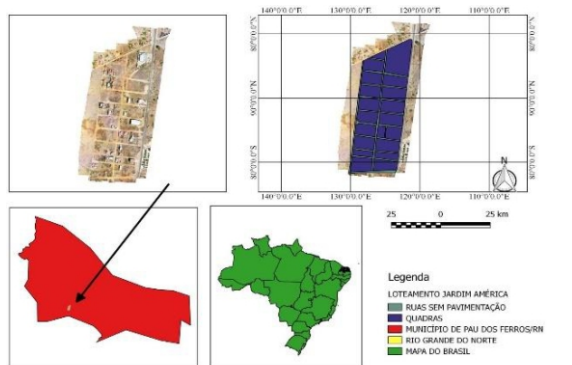 140°0'0.0"E 130°0'0.0"E 120°0'0.0"E 110°0'0.0"E
80°0'0.0"S
90°0'0.0"N
80°0'0.0"S
140°0'0.0"E 130°0'0.0"E 120°0'0.0"E 110°0'0.0"E
N
25 0 25 km
Legenda
LOTEAMENTO JARDIM AMÉRICA
RUAS SEM PAVIMENTAÇÃO
QUADRAS
MUNICÍPIO DE PAU DOS FERROS/RN
RIO GRANDE DO NORTE
MAPA DO BRASIL